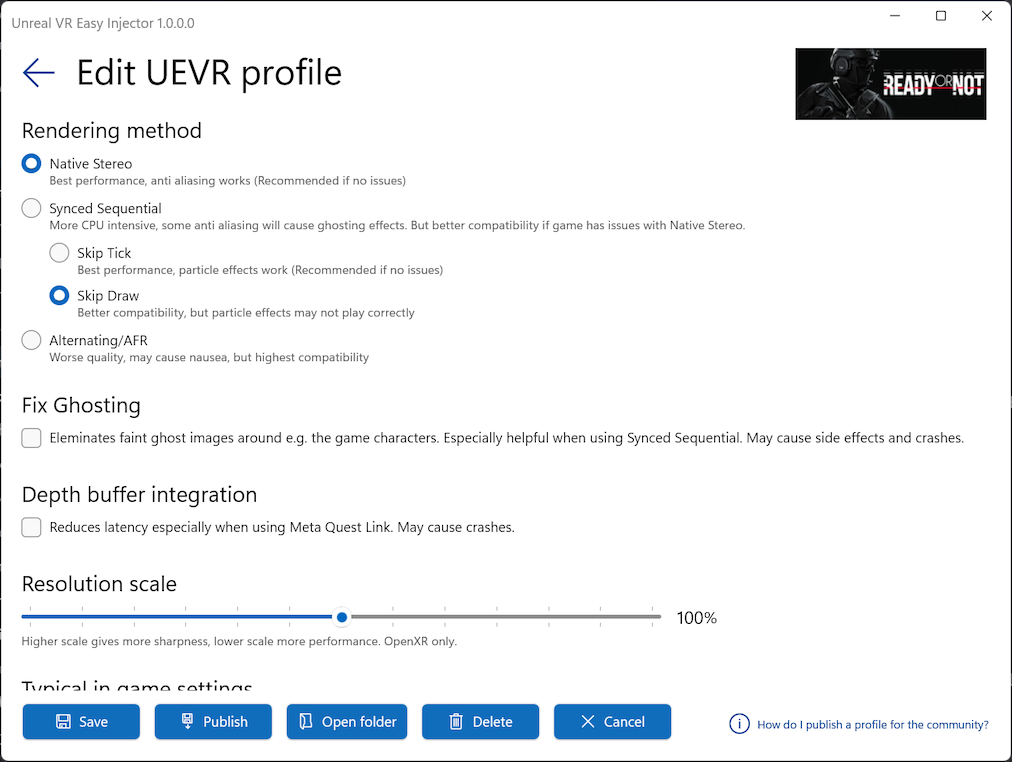 Unreal VR Easy Injector 1.0.0.0
Edit UEVR profile
READY OR NOT
Rendering method
Native Stereo
Best performance, anti aliasing works (Recommended if no issues)
Synced Sequential
More CPU intensive, some anti aliasing will cause ghosting effects. But better compatibility if game has issues with Native Stereo.
Skip Tick
Best performance, particle effects work (Recommended if no issues)
Skip Draw
Better compatibility, but particle effects may not play correctly
Alternating/AFR
Worse quality, may cause nausea, but highest compatibility
Fix Ghosting
Eleminates faint ghost images around e.g. the game characters. Especially helpful when using Synced Sequential. May cause side effects and crashes.
Depth buffer integration
Reduces latency especially when using Meta Quest Link. May cause crashes.
Resolution scale
100%
Higher scale gives more sharpness, lower scale more performance. OpenXR only.
Typical in game settings
Save
Publish
Open folder
Delete
Cancel
How do I publish a profile for the community?